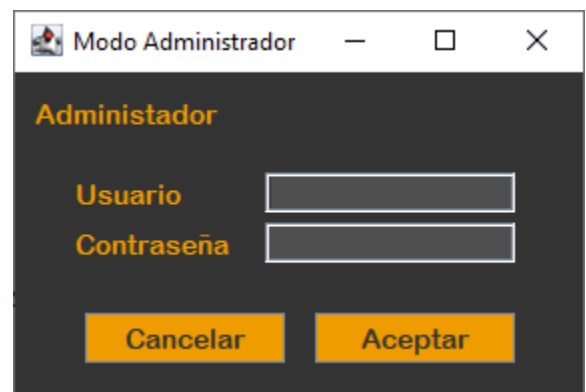 Modo Administrador
Administador
Usuario
Contraseña
Cancelar Aceptar